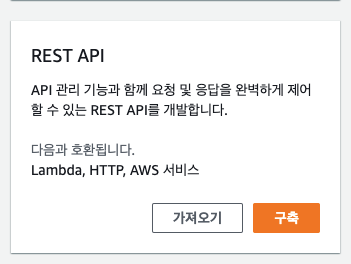 REST API
API 관리 기능과 함께 요청 및 응답을 완벽하게 제어
할 수 있는 REST API를 개발합니다.
다음과 호환됩니다.
Lambda, HTTP, AWS 서비스
가져오기
구축